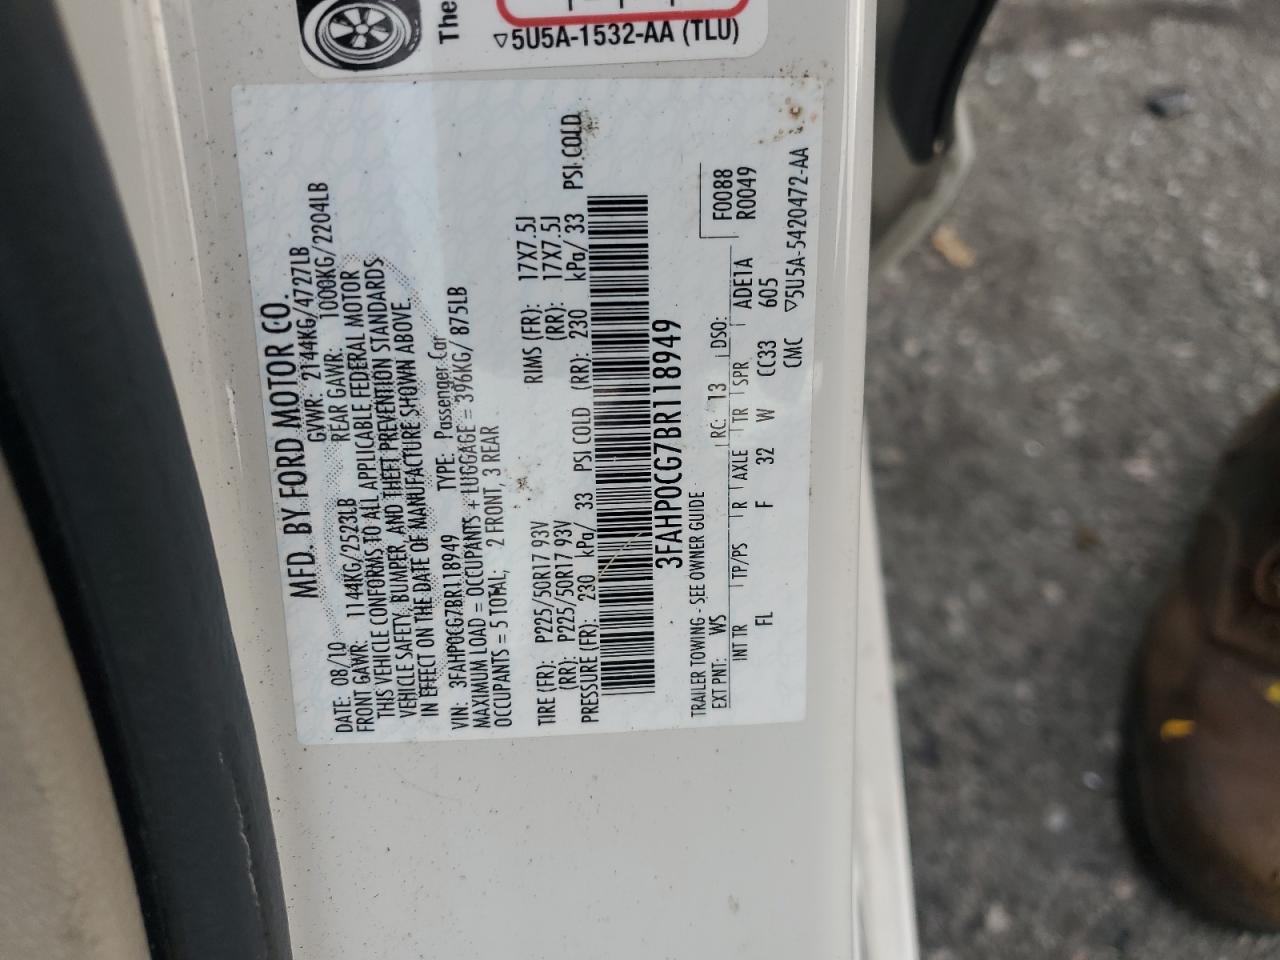 The
5U5A-1532-AA (TLU)
MFD. BY FORD MOTOR CO.
DATE: 08/10 GVWR: 2144KG/4727LB
FRONT GAWR: 1144KG/2523LB REAR GAWR: 1000KG/2204LB
THIS VEHICLE CONFORMS TO ALL APPLICABLE FEDERAL MOTOR
VEHICLE SAFETY, BUMPER, AND THEFT PREVENTION STANDARDS
IN EFFECT ON THE DATE OF MANUFACTURE SHOWN ABOVE.
VIN: 3FAHP0CG7BR118949 TYPE: Passenger Car
MAXIMUM LOAD = OCCUPANTS + LUGGAGE = 396KG/ 875LB
OCCUPANTS = 5 TOTAL, 2 FRONT, 3 REAR
TIRE (FR): P225/50R17 93V RIMS (FR): 17X7.5J
(RR): P225/50R17 93V (RR): 17X7.5J
PRESSURE (FR): 230 kPa/ 33 PSI COLD (RR): 230 kPa/ 33 PSI COLD
3FAHP0CG7BR118949
TRAILER TOWING - SEE OWNER GUIDE F0088
EXT PNT: WS RC: 13 DSO: R0049
INT TR TP/PS R AXLE TR SPR ADE1A
FL F 32 W CC33 605
CMC ▽5U5A-5420472-AA